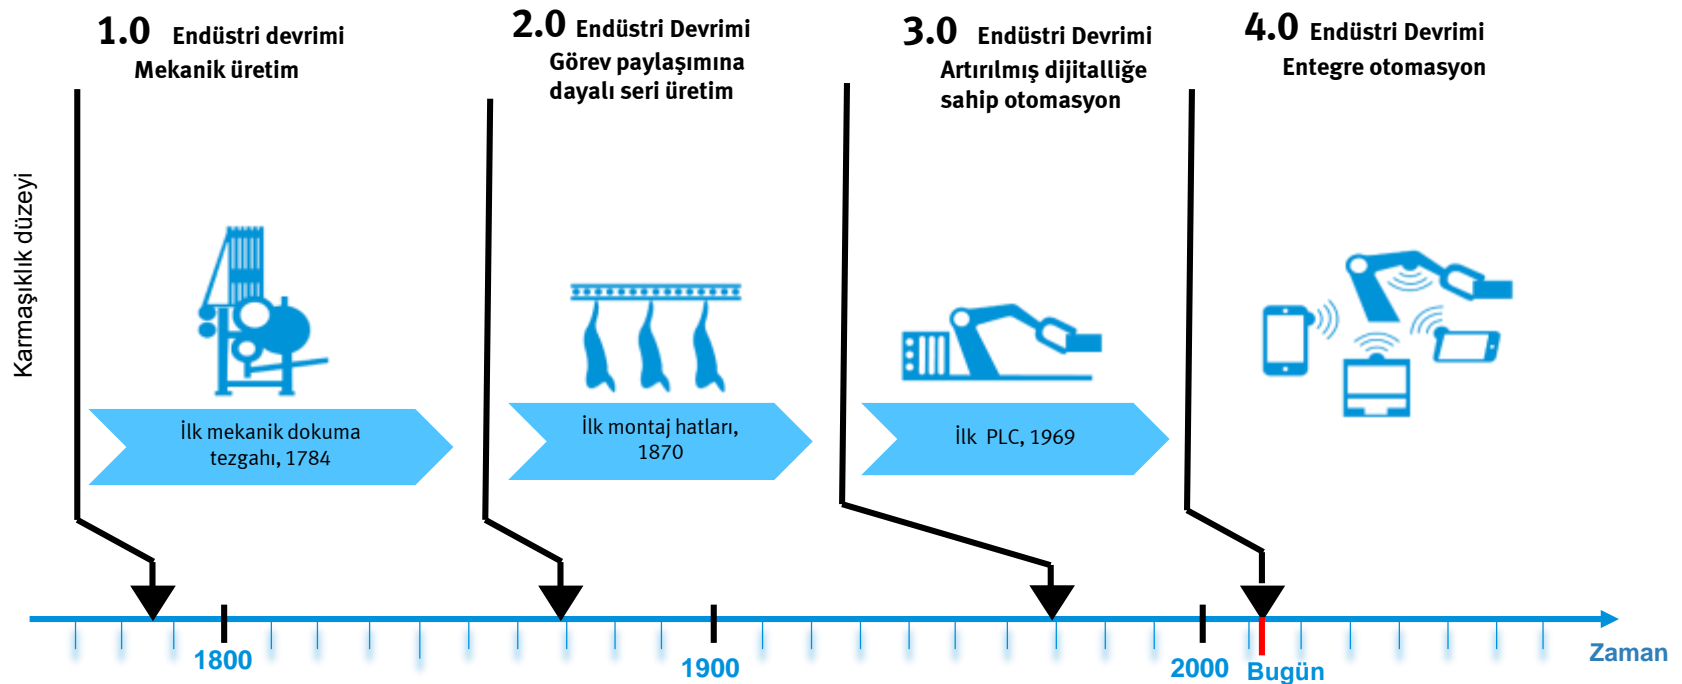 1.0 Endüstri devrimi
Mekanik üretim
2.0 Endüstri Devrimi
Görev paylaşımına
dayalı seri üretim
3.0 Endüstri Devrimi
Artırılmış dijitalliğe
sahip otomasyon
4.0 Endüstri Devrimi
Entegre otomasyon
Karmaşıklık düzeyi
İlk mekanik dokuma
tezgahı, 1784
İlk montaj hatları,
1870
İlk PLC, 1969
1800
1900
2000
Bugün
Zaman